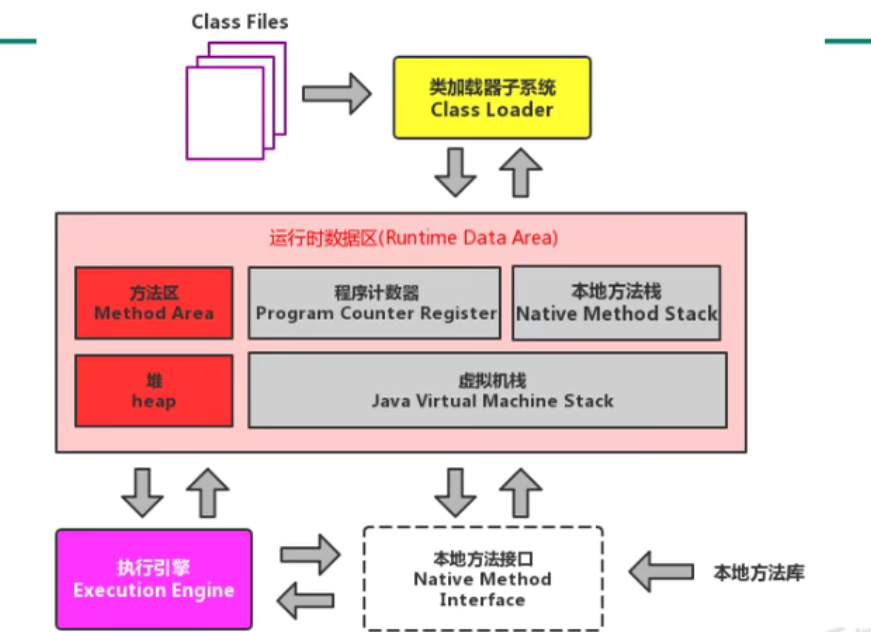 Class Files
类加载器子系统
Class Loader
运行时数据区(Runtime Data Area)
方法区
Method Area
程序计数器
Program Counter Register
本地方法栈
Native Method Stack
堆
heap
虚拟机栈
Java Virtual Machine Stack
执行引擎
Execution Engine
本地方法接口
Native Method
Interface
本地方法库